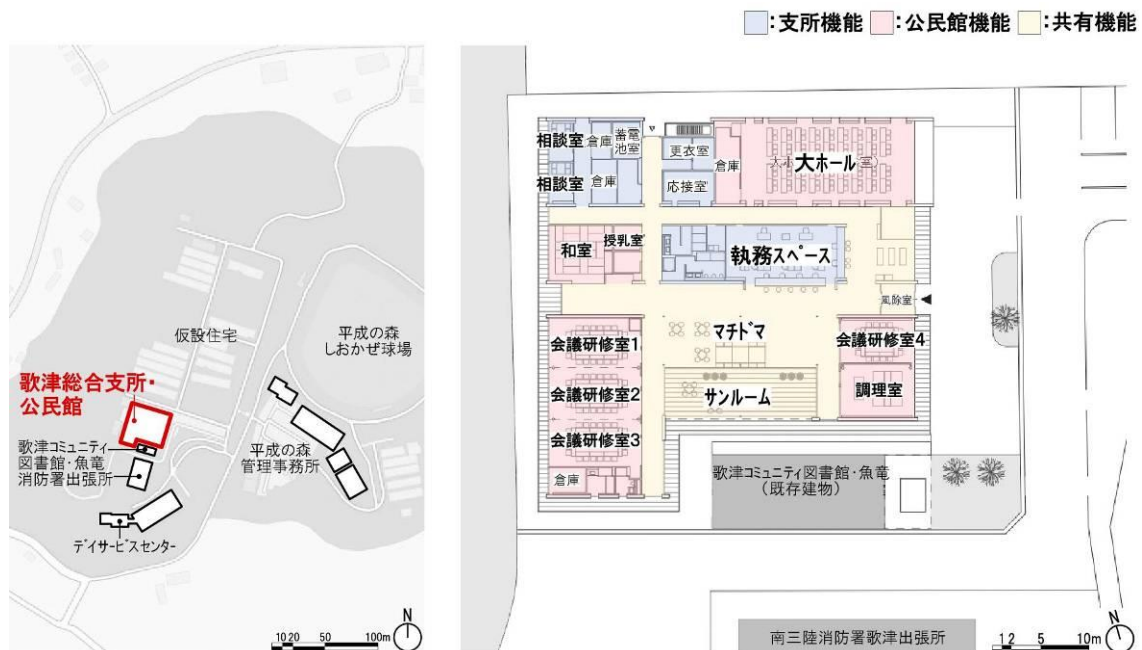 :支所機能 :公民館機能 :共有機能
仮設住宅
平成の森
しおかぜ球場
歌津総合支所・
公民館
歌津コミュニティ
図書館・魚竜
消防署出張所
平成の森
管理事務所
デイサービスセンター
10 20 50 100m
N
相談室
倉庫
蓄電
池室
相談室
倉庫
更衣室
応接室
倉庫
大ホール
和室
授乳室
執務スペース
風除室
マチドマ
会議研修室1
会議研修室2
会議研修室3
倉庫
サンルーム
会議研修室4
調理室
歌津コミュニティ図書館・魚竜
(既存建物)
南三陸消防署歌津出張所
1 2 5 10m
N